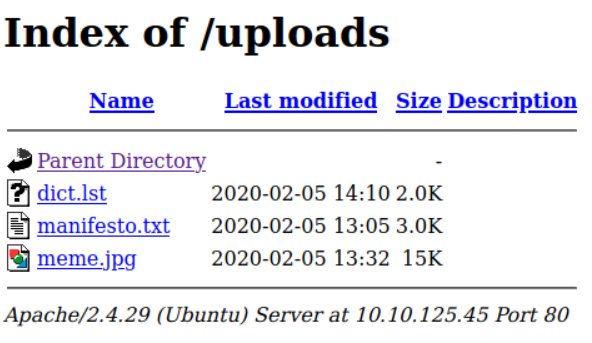 Index of /uploads
Name Last modified Size Description
Parent Directory -
dict.lst 2020-02-05 14:10 2.0K
manifesto.txt 2020-02-05 13:05 3.0K
meme.jpg 2020-02-05 13:32 15K
Apache/2.4.29 (Ubuntu) Server at 10.10.125.45 Port 80